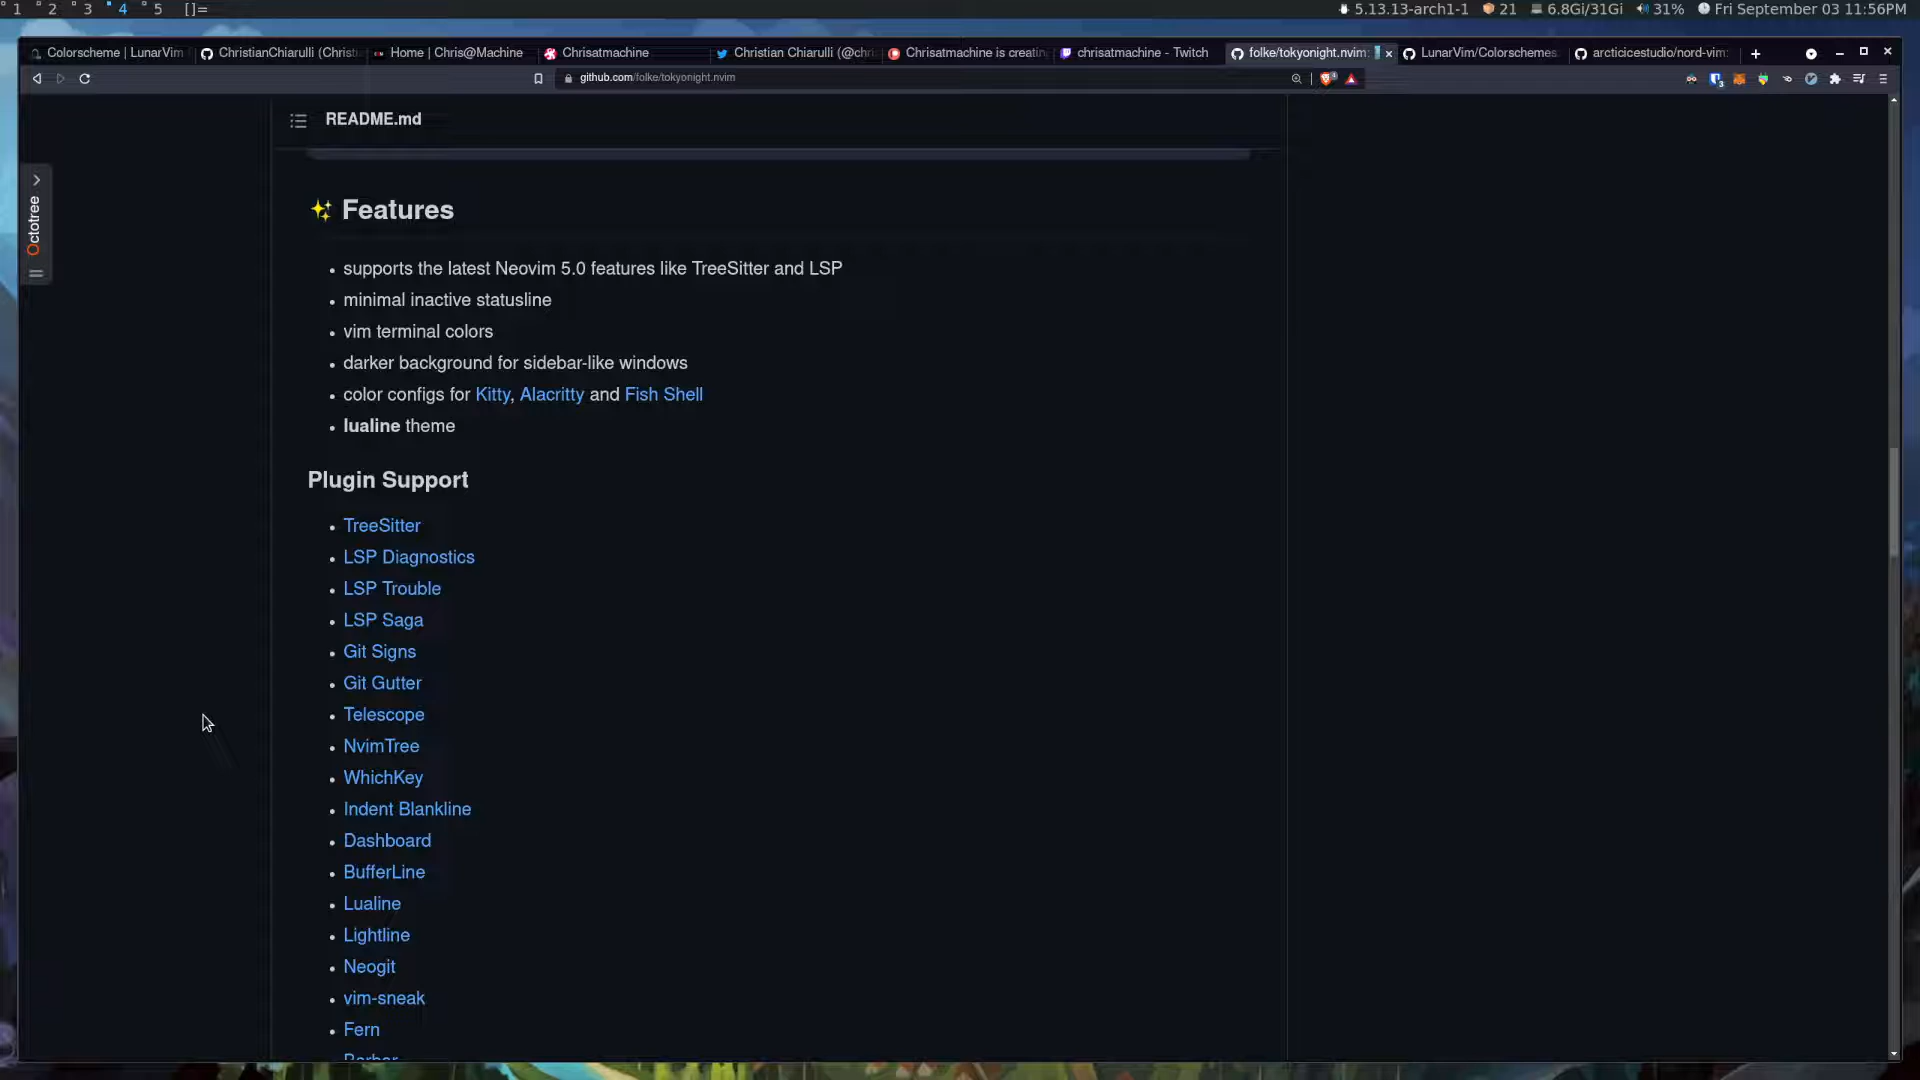 1 2 3 4 5 []= 5.13.13-arch1-1 21 6.8Gi/31Gi 31% Fri September 03 11:56PM
Colorscheme | LunarVim ChristianChiarulli (Christ Home | Chris@Machine Chrisatmachine Christian Chiarulli (@chr Chrisatmachine is creatin chrisatmachine - Twitch folke/tokyonight.nvim: LunarVim/Colorschemes arcticicestudio/nord-vim:
github.com/folke/tokyonight.nvim
README.md
Octotree
Features
supports the latest Neovim 5.0 features like TreeSitter and LSP
minimal inactive statusline
vim terminal colors
darker background for sidebar-like windows
color configs for Kitty, Alacritty and Fish Shell
lualine theme
Plugin Support
TreeSitter
LSP Diagnostics
LSP Trouble
LSP Saga
Git Signs
Git Gutter
Telescope
NvimTree
WhichKey
Indent Blankline
Dashboard
BufferLine
Lualine
Lightline
Neogit
vim-sneak
Fern
Barbar